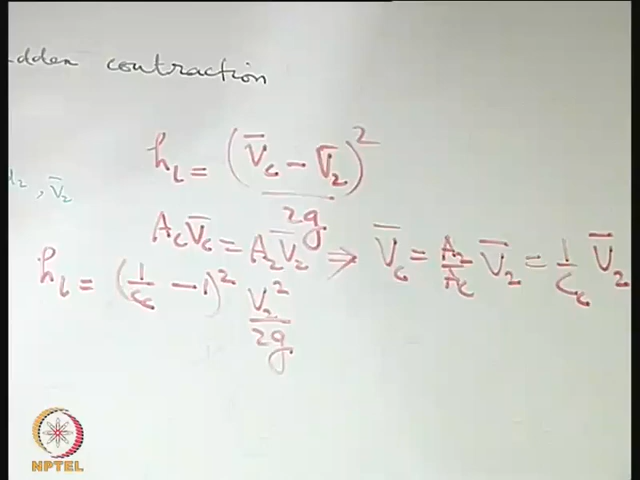 dden contraction
h_L = (V̄_c − V̄_2)^2 / 2g
, V̄_2
A_c V̄_c = A_2 V̄_2 ⇒ V̄_c = A_2/A_c V̄_2 = 1/C_c V̄_2
h_L = (1/C_c − 1)^2 V_2^2/2g
NPTEL